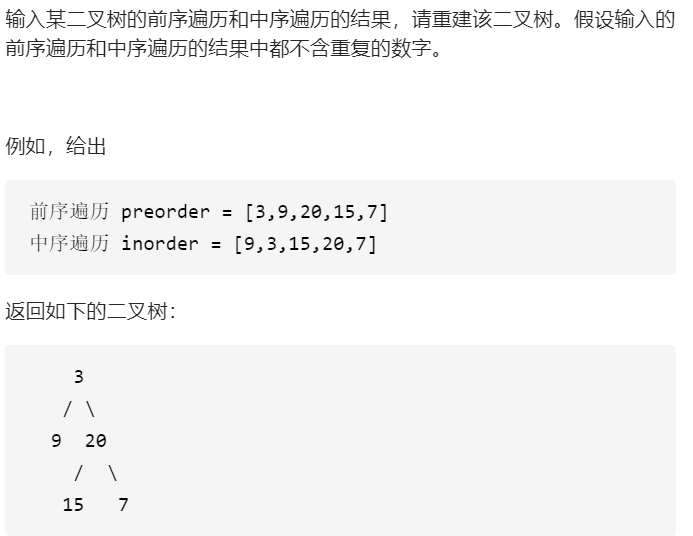 输入某二叉树的前序遍历和中序遍历的结果，请重建该二叉树。假设输入的
前序遍历和中序遍历的结果中都不含重复的数字。
例如，给出
前序遍历 preorder = [3,9,20,15,7]
中序遍历 inorder = [9,3,15,20,7]
返回如下的二叉树：
3
/ \
9 20
/ \
15 7